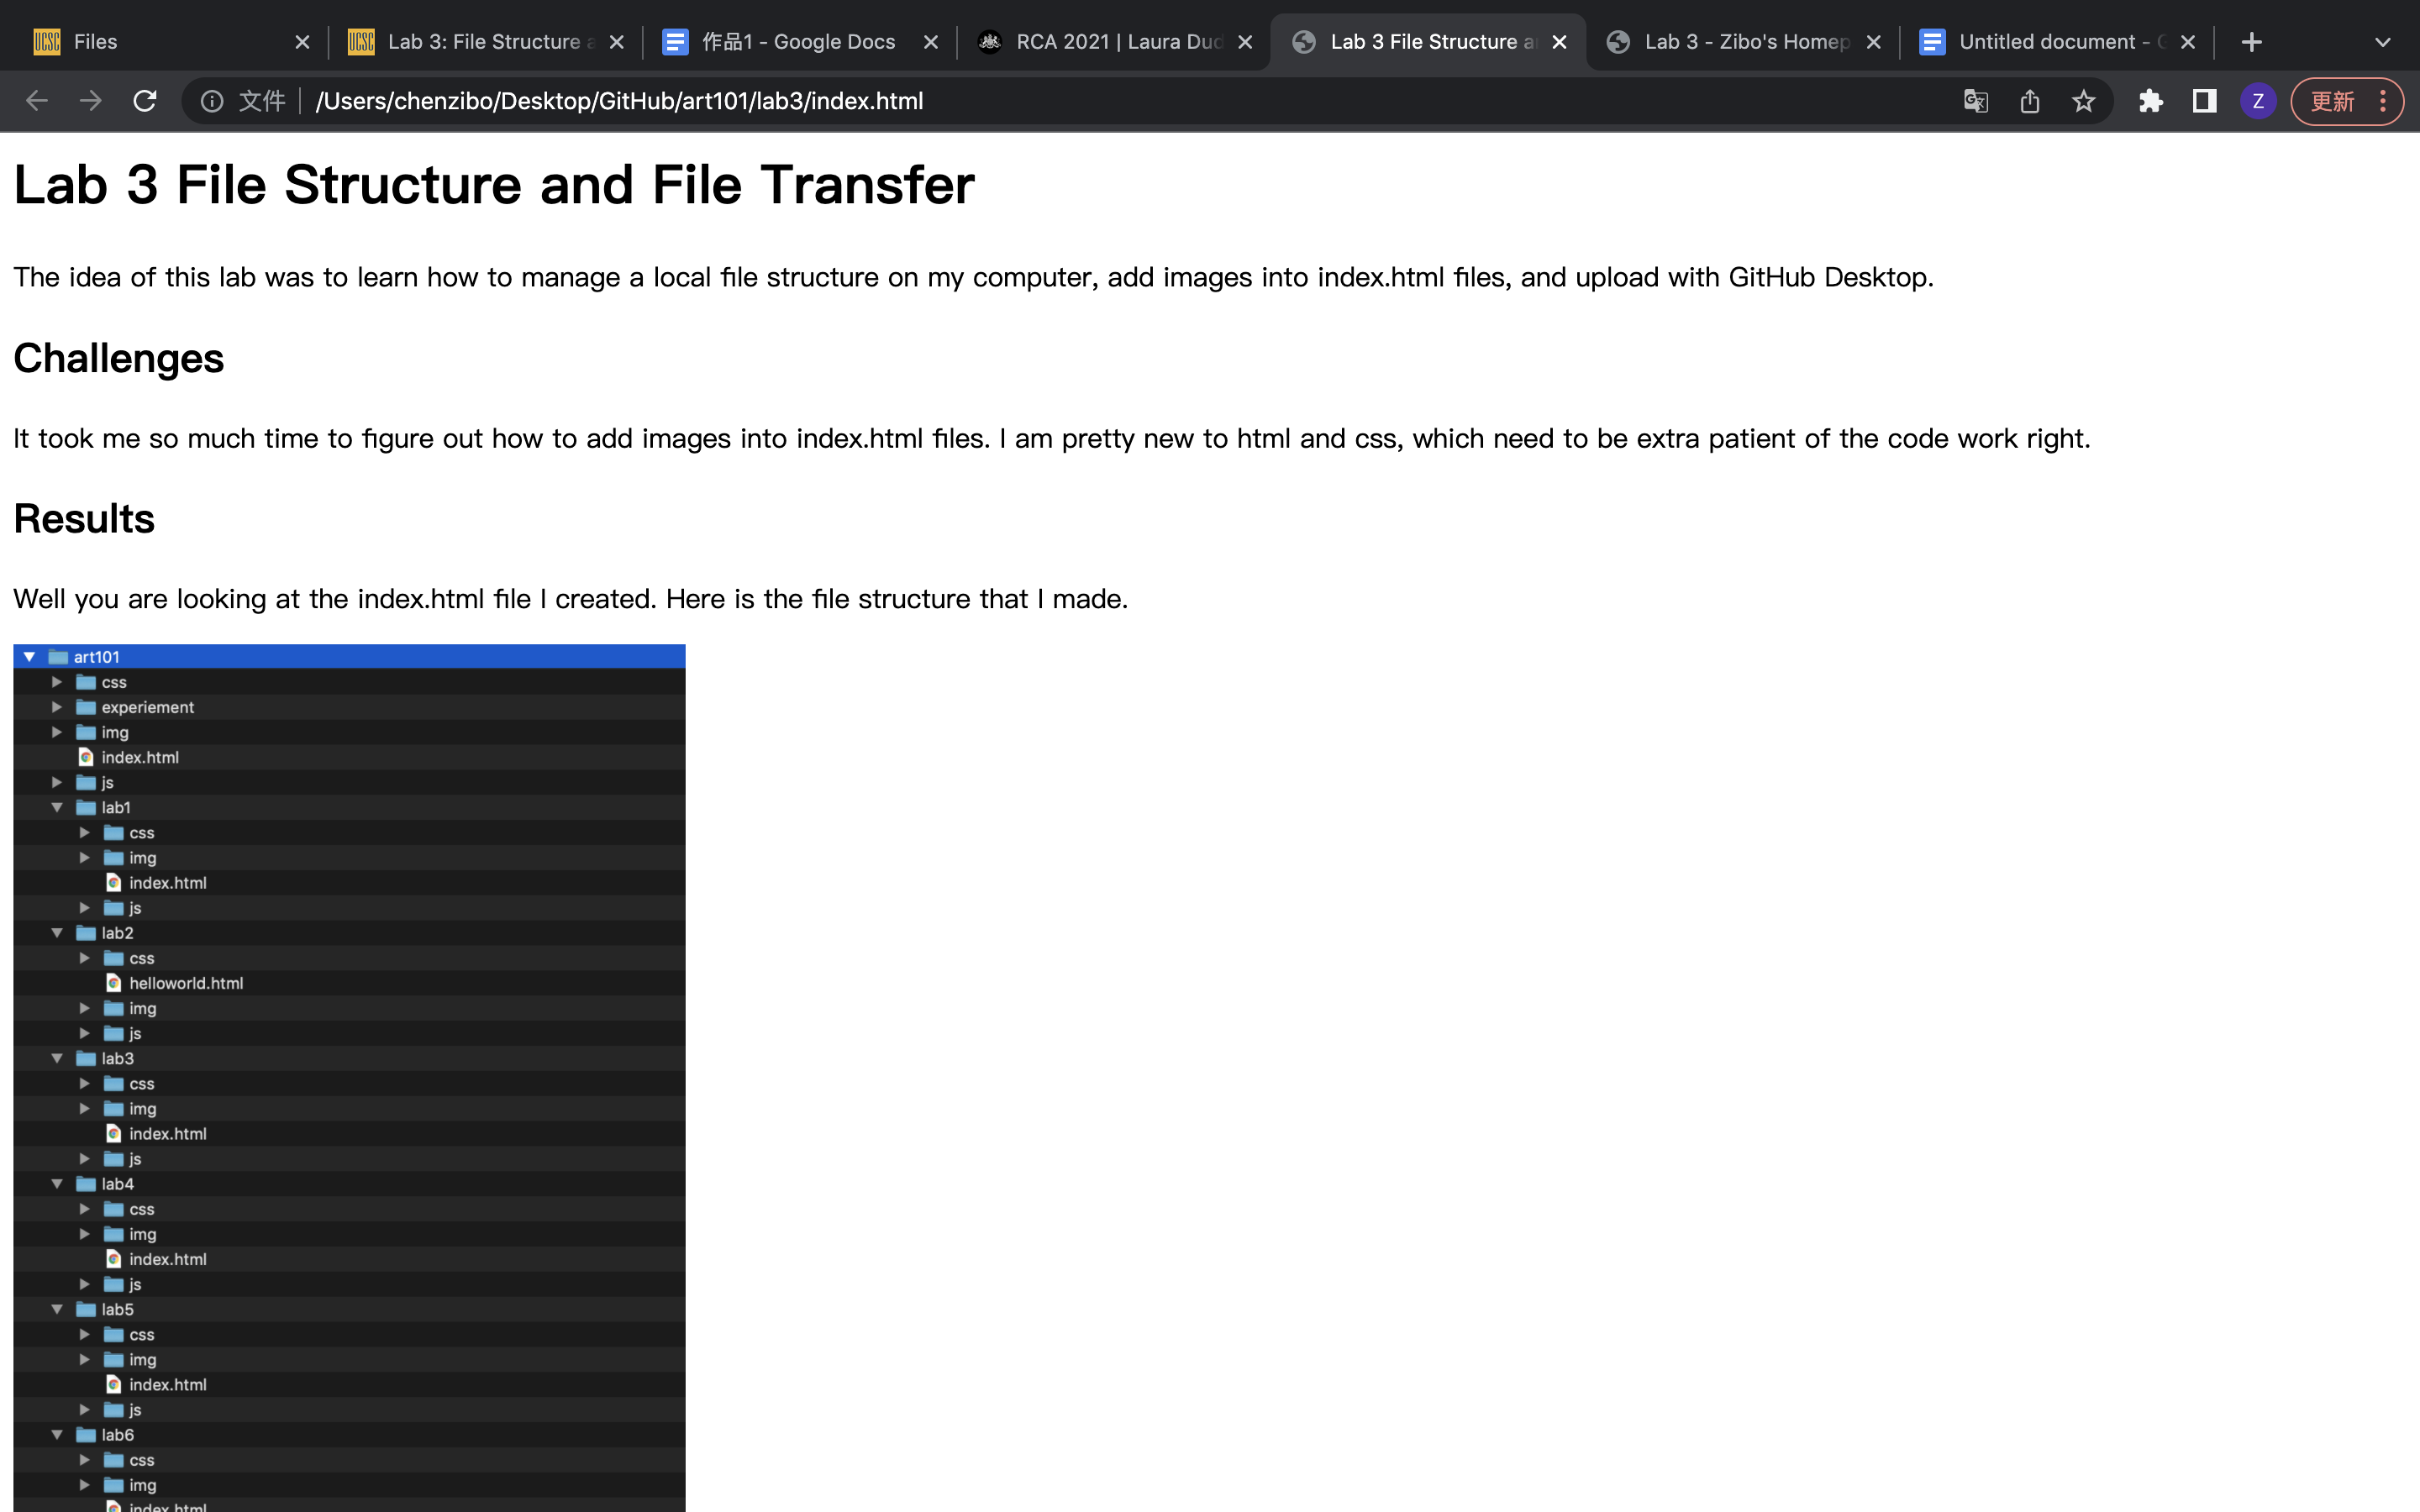 UCSC Files
UCSC Lab 3: File Structure a
作品1 - Google Docs
RCA 2021 | Laura Dud
Lab 3 File Structure a
Lab 3 - Zibo's Homep
Untitled document - G
文件 /Users/chenzibo/Desktop/GitHub/art101/lab3/index.html
Z
更新
Lab 3 File Structure and File Transfer
The idea of this lab was to learn how to manage a local file structure on my computer, add images into index.html files, and upload with GitHub Desktop.
Challenges
It took me so much time to figure out how to add images into index.html files. I am pretty new to html and css, which need to be extra patient of the code work right.
Results
Well you are looking at the index.html file I created. Here is the file structure that I made.
art101
css
experiement
img
index.html
js
lab1
css
img
index.html
js
lab2
css
helloworld.html
img
js
lab3
css
img
index.html
js
lab4
css
img
index.html
js
lab5
css
img
index.html
js
lab6
css
img
index.html